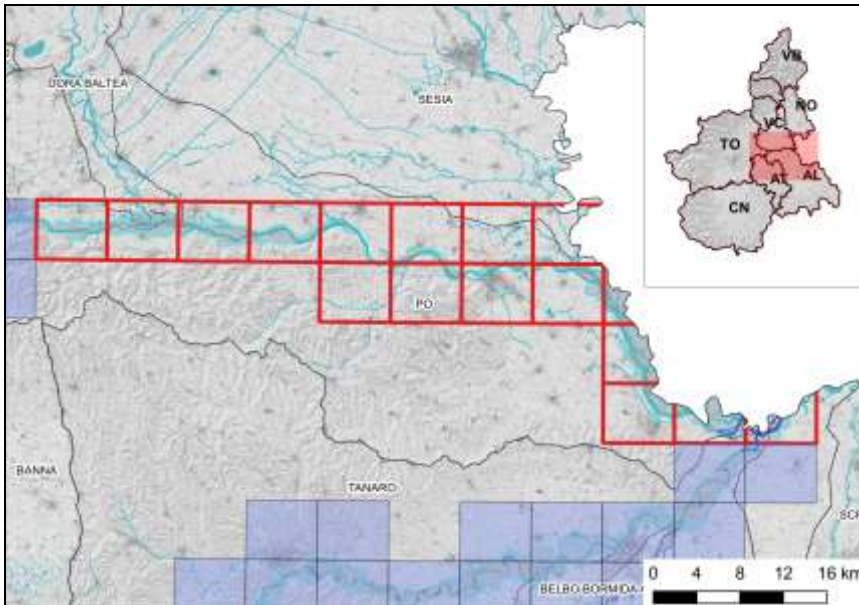 DORA BALTEA
SESIA
PO
BANNA
TANARO
BELBO BORMIDA
VB
NO
VC
TO
AT
AL
CN
0 4 8 12 16 km